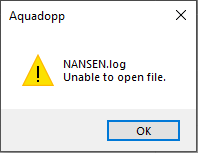 Aquadopp
NANSEN.log
Unable to open file.
OK